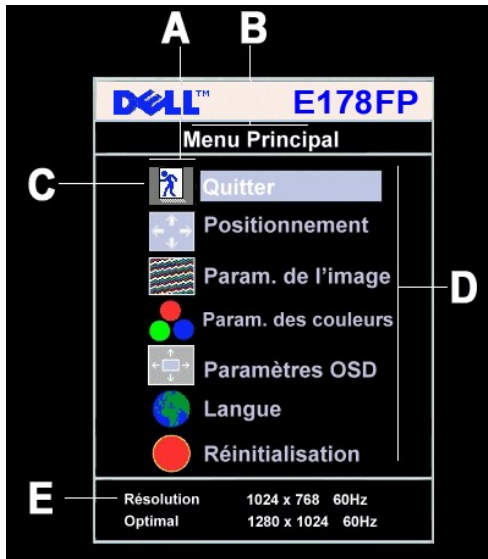 A B
DELL™ E178FP
Menu Principal
C Quitter
Positionnement
Param. de l’image
D
Param. des couleurs
Paramètres OSD
Langue
Réinitialisation
E Résolution 1024 x 768 60Hz
Optimal 1280 x 1024 60Hz